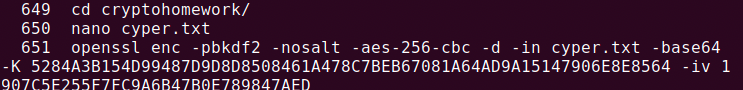 649 cd cryptohomework/
650 nano cyper.txt
651 openssl enc -pbkdf2 -nosalt -aes-256-cbc -d -in cyper.txt -base64
-K 5284A3B154D99487D9D8D8508461A478C7BEB67081A64AD9A15147906E8E8564 -iv 1
907C5E255F7FC9A6B47B0E789847AED